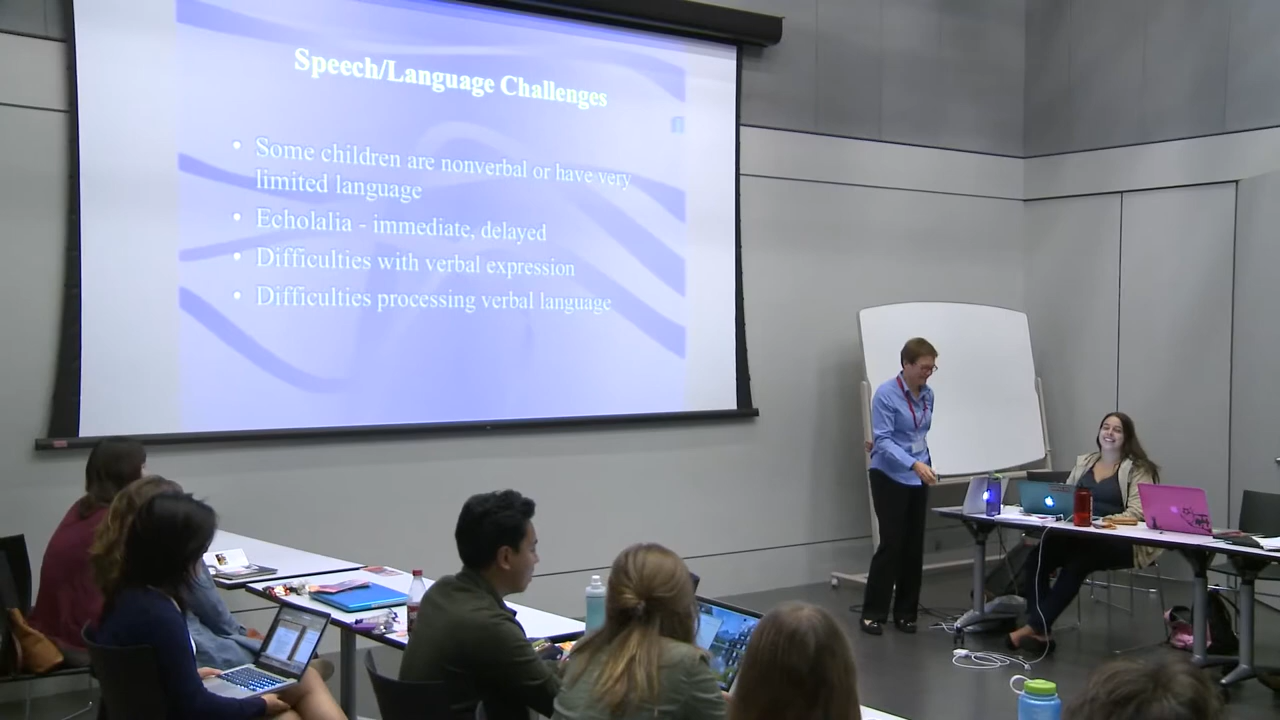 Speech/Language Challenges
• Some children are nonverbal or have very
limited language
• Echolalia - immediate, delayed
• Difficulties with verbal expression
• Difficulties processing verbal language